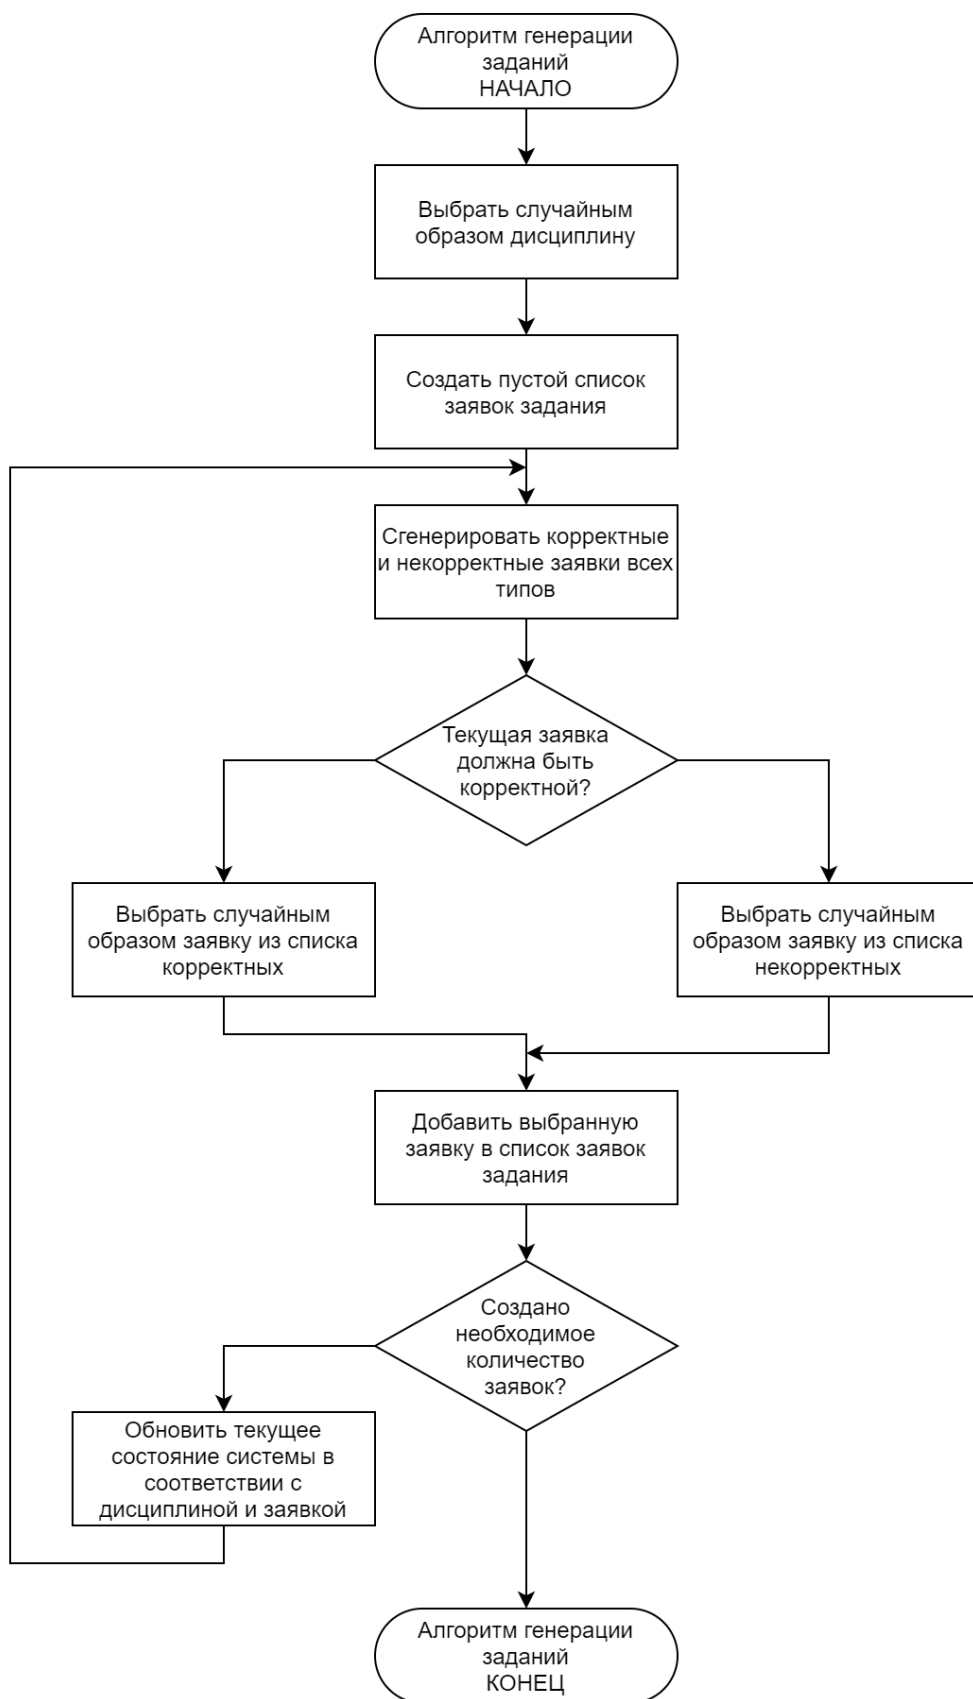 Алгоритм генерации
заданий
НАЧАЛО
Выбрать случайным
образом дисциплину
Создать пустой список
заявок задания
Сгенерировать корректные
и некорректные заявки всех
типов
Текущая заявка
должна быть
корректной?
Выбрать случайным
образом заявку из списка
корректных
Выбрать случайным
образом заявку из списка
некорректных
Добавить выбранную
заявку в список заявок
задания
Создано
необходимое
количество
заявок?
Обновить текущее
состояние системы в
соответствии с
дисциплиной и заявкой
Алгоритм генерации
заданий
КОНЕЦ